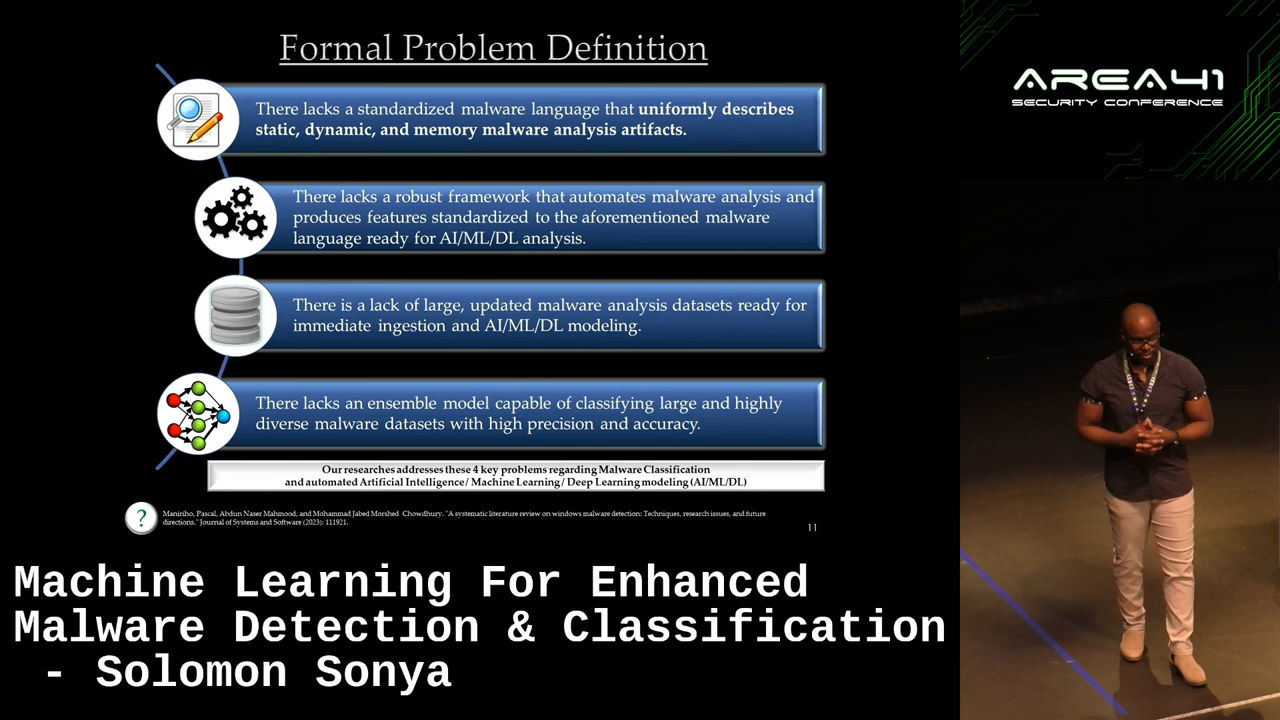 Formal Problem Definition
There lacks a standardized malware language that uniformly describes
static, dynamic, and memory malware analysis artifacts.
There lacks a robust framework that automates malware analysis and
produces features standardized to the aforementioned malware
language ready for AI/ML/DL analysis.
There is a lack of large, updated malware analysis datasets ready for
immediate ingestion and AI/ML/DL modeling.
There lacks an ensemble model capable of classifying large and highly
diverse malware datasets with high precision and accuracy.
Our researches addresses these 4 key problems regarding Malware Classification
and automated Artificial Intelligence/ Machine Learning/ Deep Learning modeling (AI/ML/DL)
?
Maniriho, Pascal, Abdun Naser Mahmood, and Mohammad Jabed Morshed Chowdhury. "A systematic literature review on windows malware detection: Techniques, research issues, and future
directions." Journal of Systems and Software (2023): 111921.
11
Machine Learning For Enhanced
Malware Detection & Classification
- Solomon Sonya
AREA41
SECURITY CONFERENCE